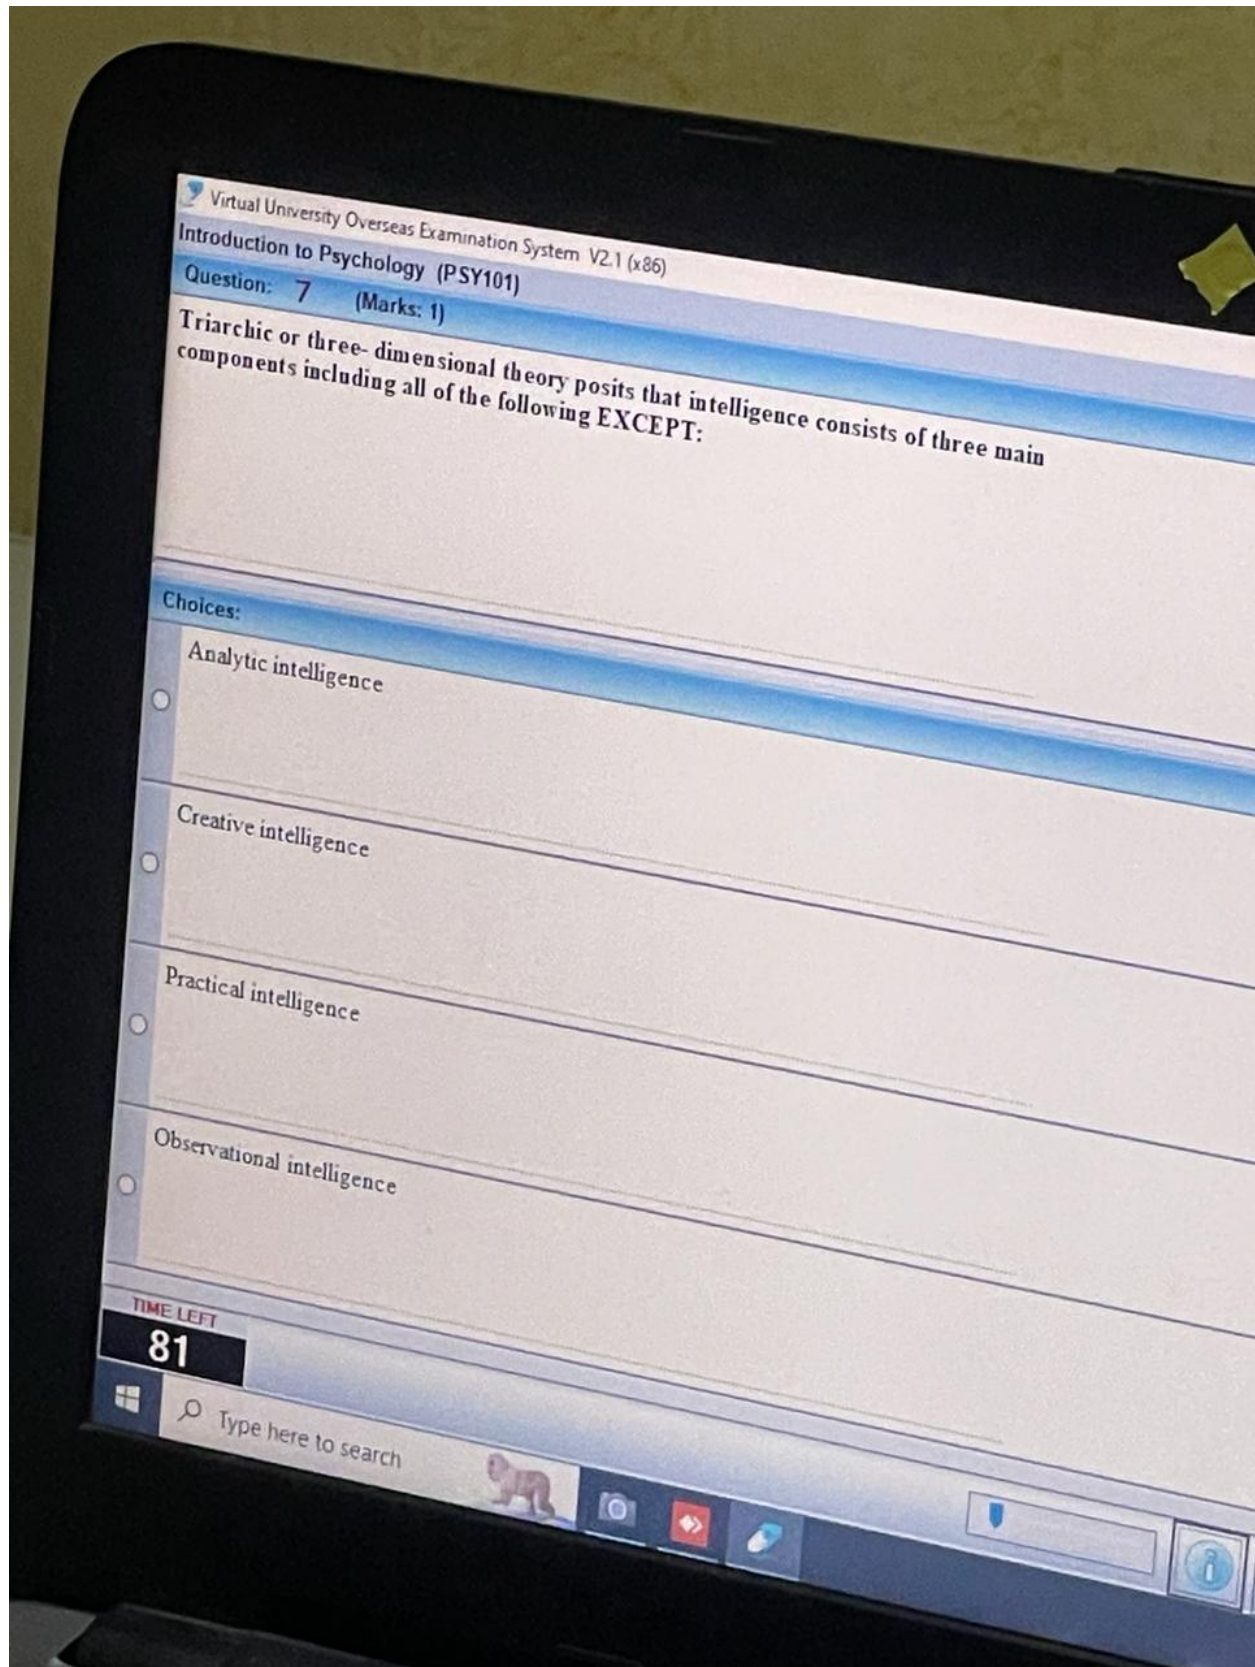 Virtual University Overseas Examination System V2.1 (x86)
Introduction to Psychology (PSY101)
Question: 7 (Marks: 1)
Triarchic or three- dimensional theory posits that intelligence consists of three main
components including all of the following EXCEPT:
Choices:
Analytic intelligence
Creative intelligence
Practical intelligence
Observational intelligence
TIME LEFT
81
Type here to search